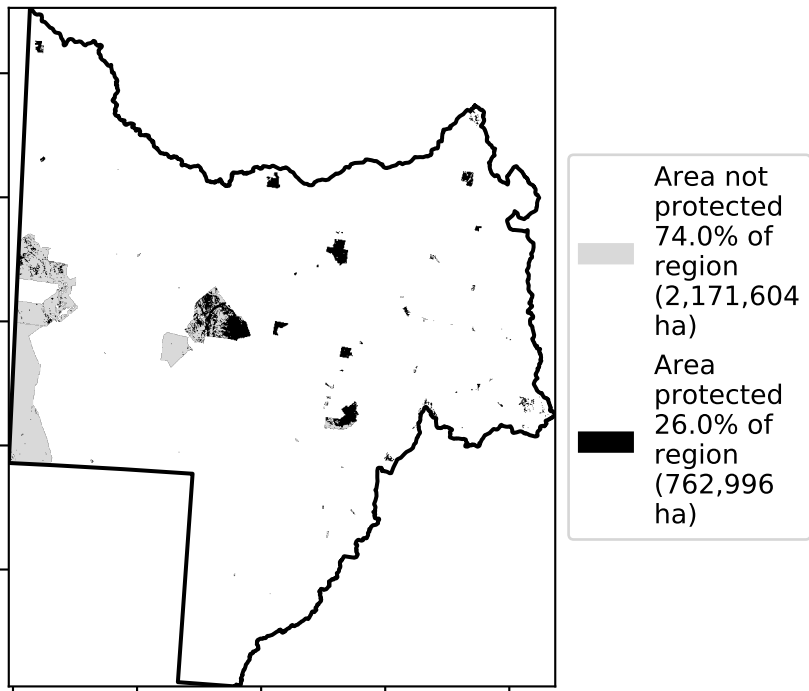 Area not
protected
74.0% of
region
(2,171,604
ha)
Area
protected
26.0% of
region
(762,996
ha)